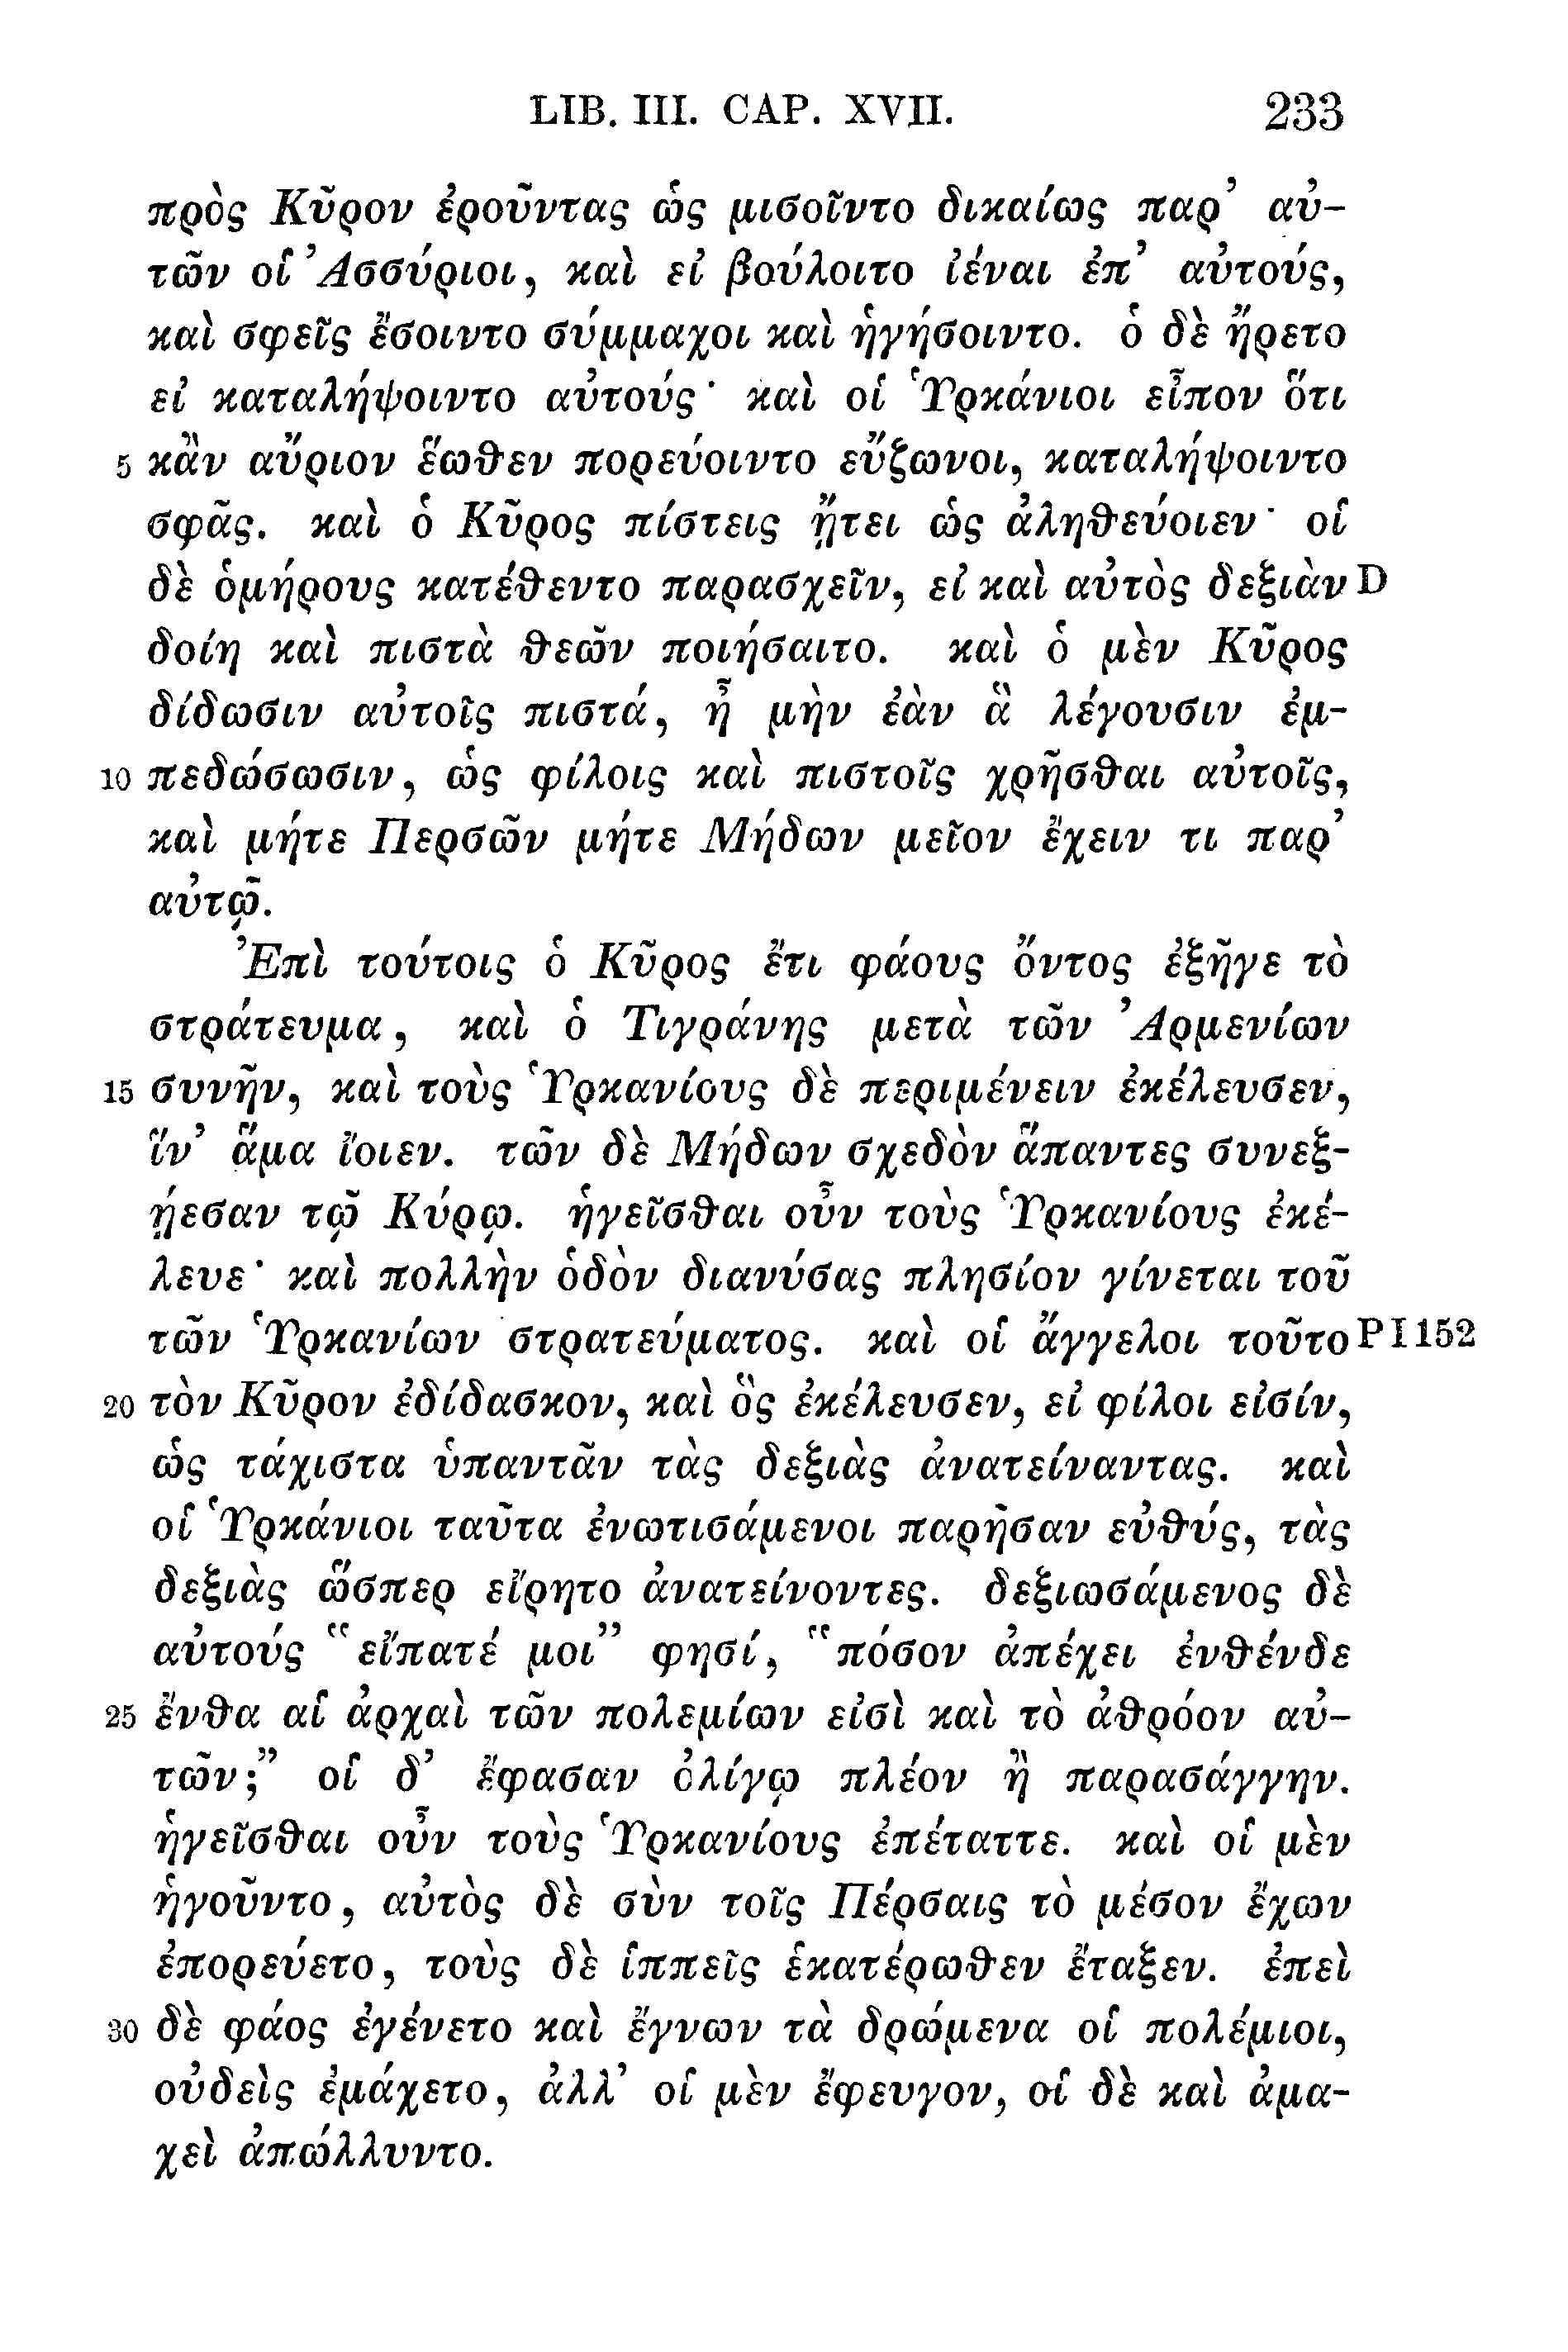 LIB. III. CAP. XVII. 233
πρὸς Κῦρον ἐροῦντας ὡς μισοῖντο δικαίως παρ’ αὐ-
τῶν οἱ Ἀσσύριοι, καὶ εἰ βούλοιτο ἰέναι ἐπ’ αὐτούς,
καὶ σφεῖς ἔσοιντο σύμμαχοι καὶ ἡγήσοιντο. ὁ δὲ ἤρετο
εἰ καταλήψοιντο αὐτούς· καὶ οἱ Ὑρκάνιοι εἶπον ὅτι
5 κἂν αὔριον ἕωθεν πορεύοιντο εὔζωνοι, καταλήψοιντο
σφᾶς. καὶ ὁ Κῦρος πίστεις ᾔτει ὡς ἀληθεύοιεν· οἱ
δὲ ὁμήρους κατέθεντο παρασχεῖν, εἰ καὶ αὐτὸς δεξιὰν D
δοίη καὶ πιστὰ θεῶν ποιήσαιτο. καὶ ὁ μὲν Κῦρος
δίδωσιν αὐτοῖς πιστά, ἦ μὴν ἐὰν ἃ λέγουσιν ἐμ-
10 πεδώσωσιν, ὡς φίλοις καὶ πιστοῖς χρῆσθαι αὐτοῖς,
καὶ μήτε Περσῶν μήτε Μήδων μεῖον ἔχειν τι παρ’
αὐτῷ.
Ἐπὶ τούτοις ὁ Κῦρος ἔτι φάους ὄντος ἐξῆγε τὸ
στράτευμα, καὶ ὁ Τιγράνης μετὰ τῶν Ἀρμενίων
15 συνῆν, καὶ τοὺς Ὑρκανίους δὲ περιμένειν ἐκέλευσεν,
ἵν’ ἅμα ἴοιεν. τῶν δὲ Μήδων σχεδὸν ἅπαντες συνεξ-
ῄεσαν τῷ Κύρῳ. ἡγεῖσθαι οὖν τοὺς Ὑρκανίους ἐκέ-
λευε· καὶ πολλὴν ὁδὸν διανύσας πλησίον γίνεται τοῦ
τῶν Ὑρκανίων στρατεύματος. καὶ οἱ ἄγγελοι τοῦτο P I 152
20 τὸν Κῦρον ἐδίδασκον, καὶ ὃς ἐκέλευσεν, εἰ φίλοι εἰσίν,
ὡς τάχιστα ὑπαντᾶν τὰς δεξιὰς ἀνατείναντας. καὶ
οἱ Ὑρκάνιοι ταῦτα ἐνωτισάμενοι παρῆσαν εὐθύς, τὰς
δεξιὰς ὥσπερ εἴρητο ἀνατείνοντες. δεξιωσάμενος δὲ
αὐτούς “εἴπατέ μοι” φησί, “πόσον ἀπέχει ἐνθένδε
25 ἔνθα αἱ ἀρχαὶ τῶν πολεμίων εἰσὶ καὶ τὸ ἀθρόον αὐ-
τῶν;” οἱ δ’ ἔφασαν ὀλίγῳ πλέον ἢ παρασάγγην.
ἡγεῖσθαι οὖν τοὺς Ὑρκανίους ἐπέταττε. καὶ οἱ μὲν
ἡγοῦντο, αὐτὸς δὲ σὺν τοῖς Πέρσαις τὸ μέσον ἔχων
ἐπορεύετο, τοὺς δὲ ἱππεῖς ἑκατέρωθεν ἔταξεν. ἐπεὶ
30 δὲ φάος ἐγένετο καὶ ἔγνων τὰ δρώμενα οἱ πολέμιοι,
οὐδεὶς ἐμάχετο, ἀλλ’ οἱ μὲν ἔφευγον, οἱ δὲ καὶ ἀμα-
χεὶ ἀπώλλυντο.